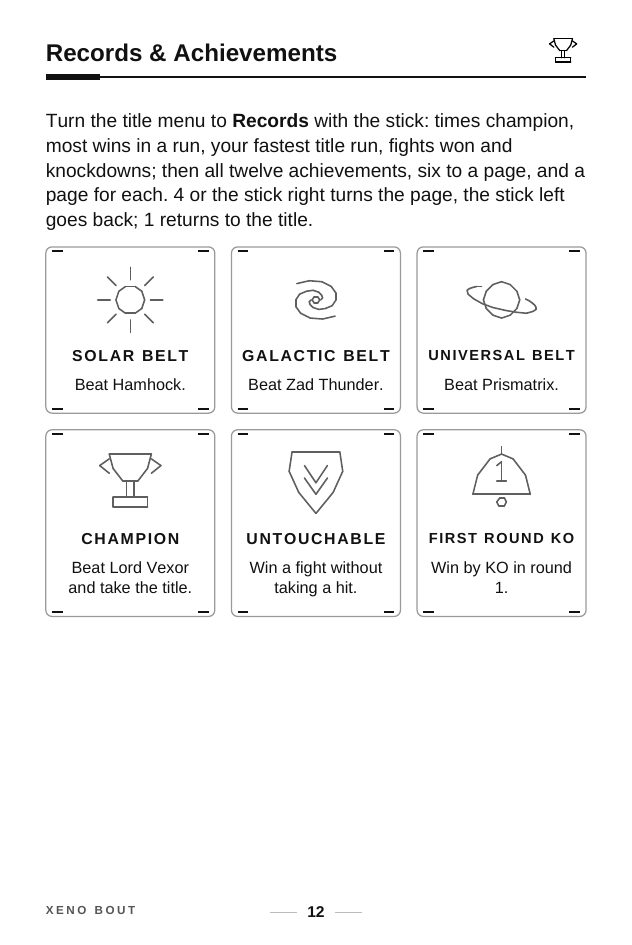 Records & Achievements
Turn the title menu to Records with the stick: times champion,
most wins in a run, your fastest title run, fights won and
knockdowns; then all twelve achievements, six to a page, and a
page for each. 4 or the stick right turns the page, the stick left
goes back; 1 returns to the title.
SOLAR BELT
Beat Hamhock.
GALACTIC BELT
Beat Zad Thunder.
UNIVERSAL BELT
Beat Prismatrix.
CHAMPION
Beat Lord Vexor
and take the title.
UNTOUCHABLE
Win a fight without
taking a hit.
1
FIRST ROUND KO
Win by KO in round
1.
XENO BOUT
12